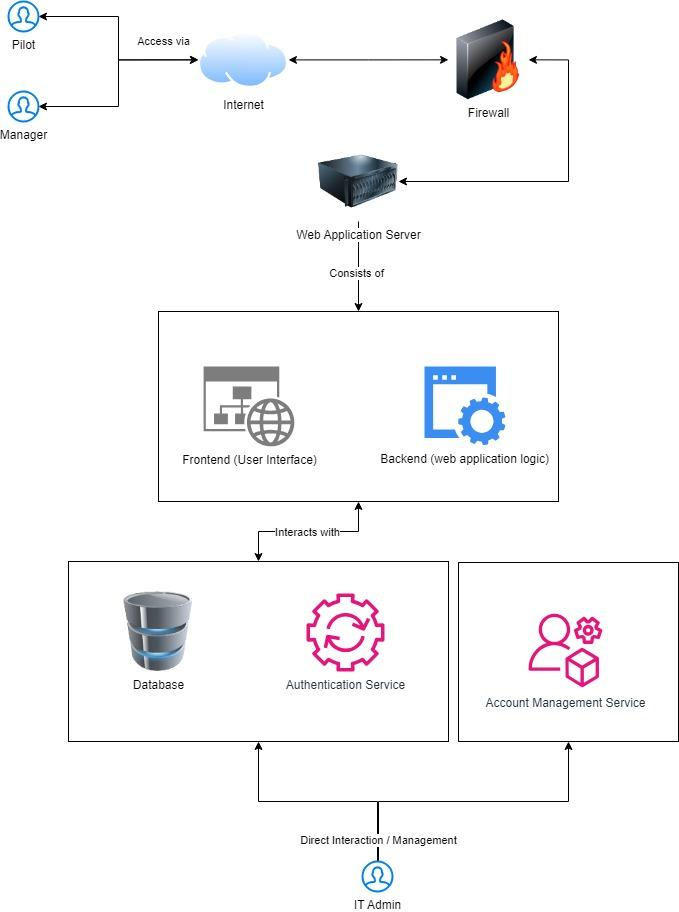 Pilot
Access via
Internet
Firewall
Manager
Web Application Server
Consists of
Frontend (User Interface)
Backend (web application logic)
Interacts with
Database
Authentication Service
Account Management Service
Direct Interaction / Management
IT Admin